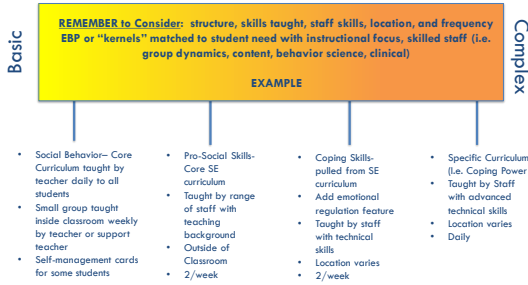 Basic
REMEMBER to Consider: structure, skills taught, staff skills, location, and frequency
EBP or “kernels” matched to student need with instructional focus, skilled staff (i.e.
group dynamics, content, behavior science, clinical)
EXAMPLE
Complex
• Social Behavior– Core
Curriculum taught by
teacher daily to all
students
• Small group taught
inside classroom weekly
by teacher or support
teacher
• Self-management cards
for some students
• Pro-Social Skills-
Core SE
curriculum
• Taught by range
of staff with
teaching
background
• Outside of
Classroom
• 2/week
• Coping Skills-
pulled from SE
curriculum
• Add emotional
regulation feature
• Taught by staff
with technical
skills
• Location varies
• 2/week
• Specific Curriculum
(I.e. Coping Power
• Taught by Staff
with advanced
technical skills
• Location varies
• Daily